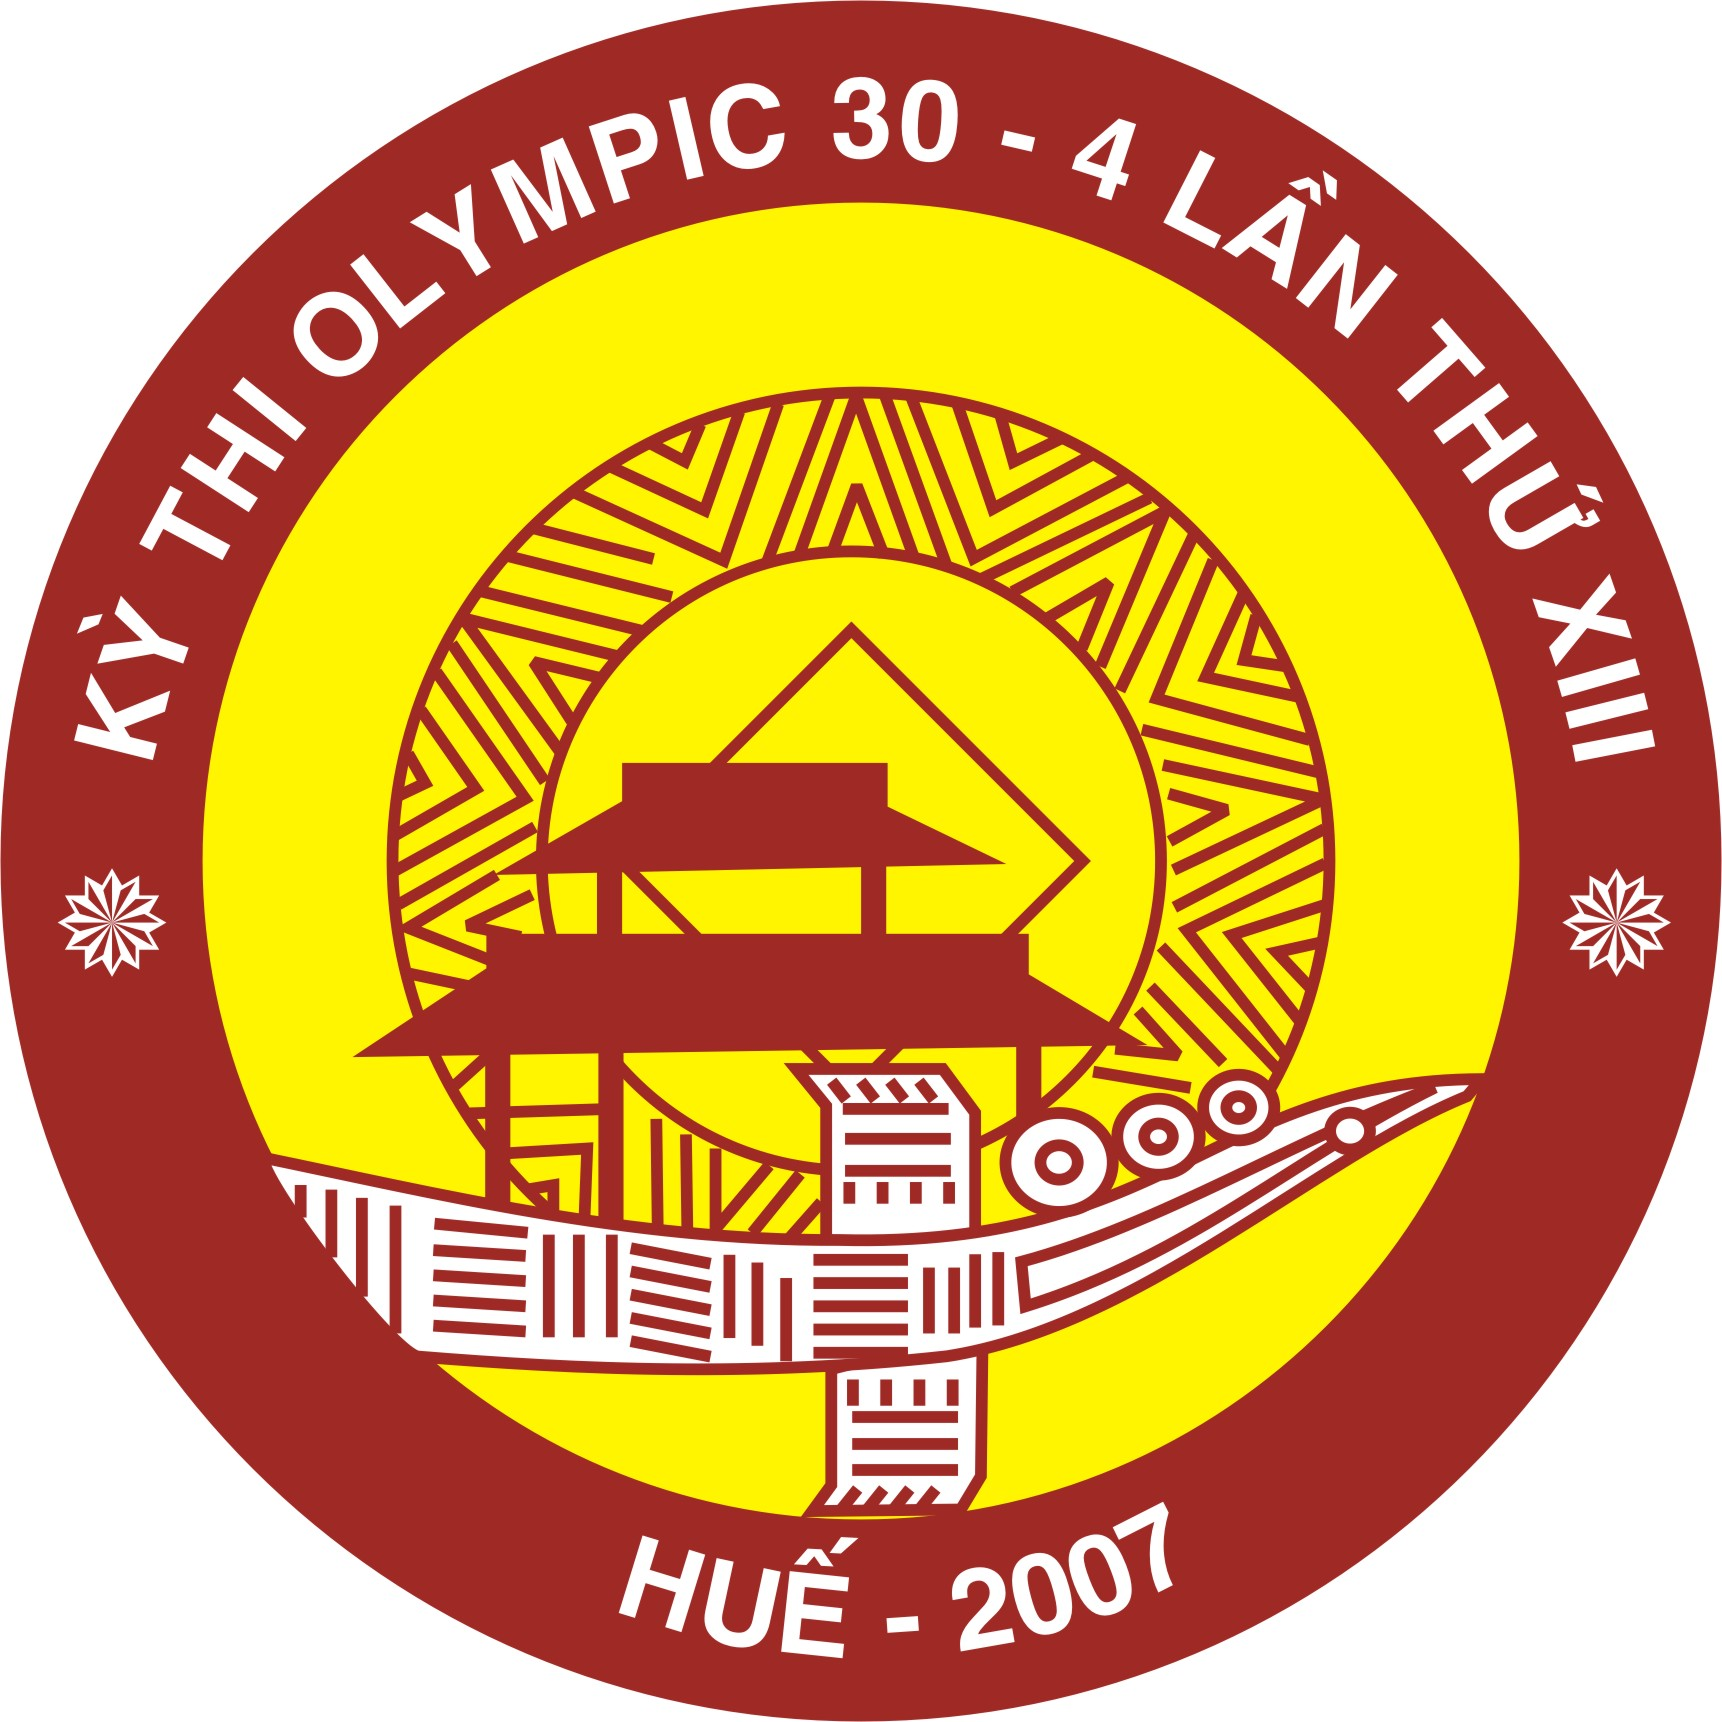 KỲ THI OLYMPIC 30 - 4 LẦN THỨ XIII
HUẾ - 2007